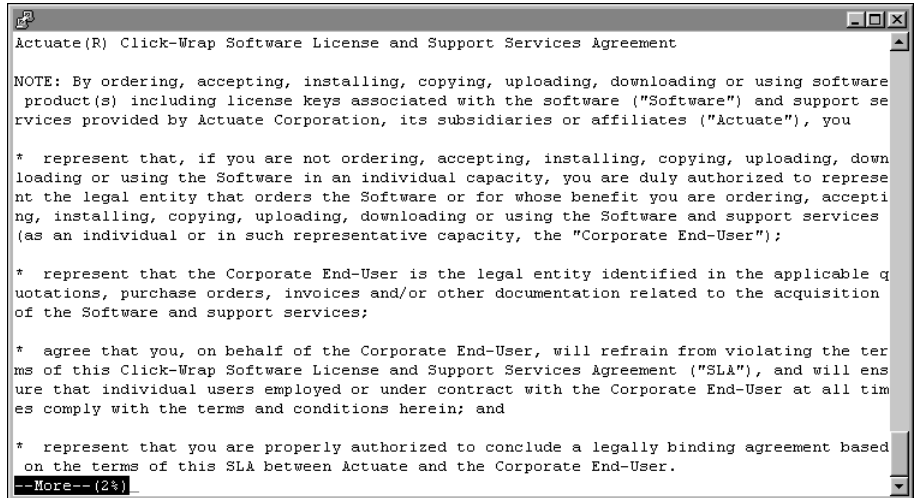 Actuate(R) Click-Wrap Software License and Support Services Agreement
NOTE: By ordering, accepting, installing, copying, uploading, downloading or using software
 product(s) including license keys associated with the software ("Software") and support se
rvices provided by Actuate Corporation, its subsidiaries or affiliates ("Actuate"), you
*  represent that, if you are not ordering, accepting, installing, copying, uploading, down
loading or using the Software in an individual capacity, you are duly authorized to represe
nt the legal entity that orders the Software or for whose benefit you are ordering, accepti
ng, installing, copying, uploading, downloading or using the Software and support services
(as an individual or in such representative capacity, the "Corporate End-User");
*  represent that the Corporate End-User is the legal entity identified in the applicable q
uotations, purchase orders, invoices and/or other documentation related to the acquisition
of the Software and support services;
*  agree that you, on behalf of the Corporate End-User, will refrain from violating the ter
ms of this Click-Wrap Software License and Support Services Agreement ("SLA"), and will ens
ure that individual users employed or under contract with the Corporate End-User at all tim
es comply with the terms and conditions herein; and
*  represent that you are properly authorized to conclude a legally binding agreement based
 on the terms of this SLA between Actuate and the Corporate End-User.
--More--(2%)_